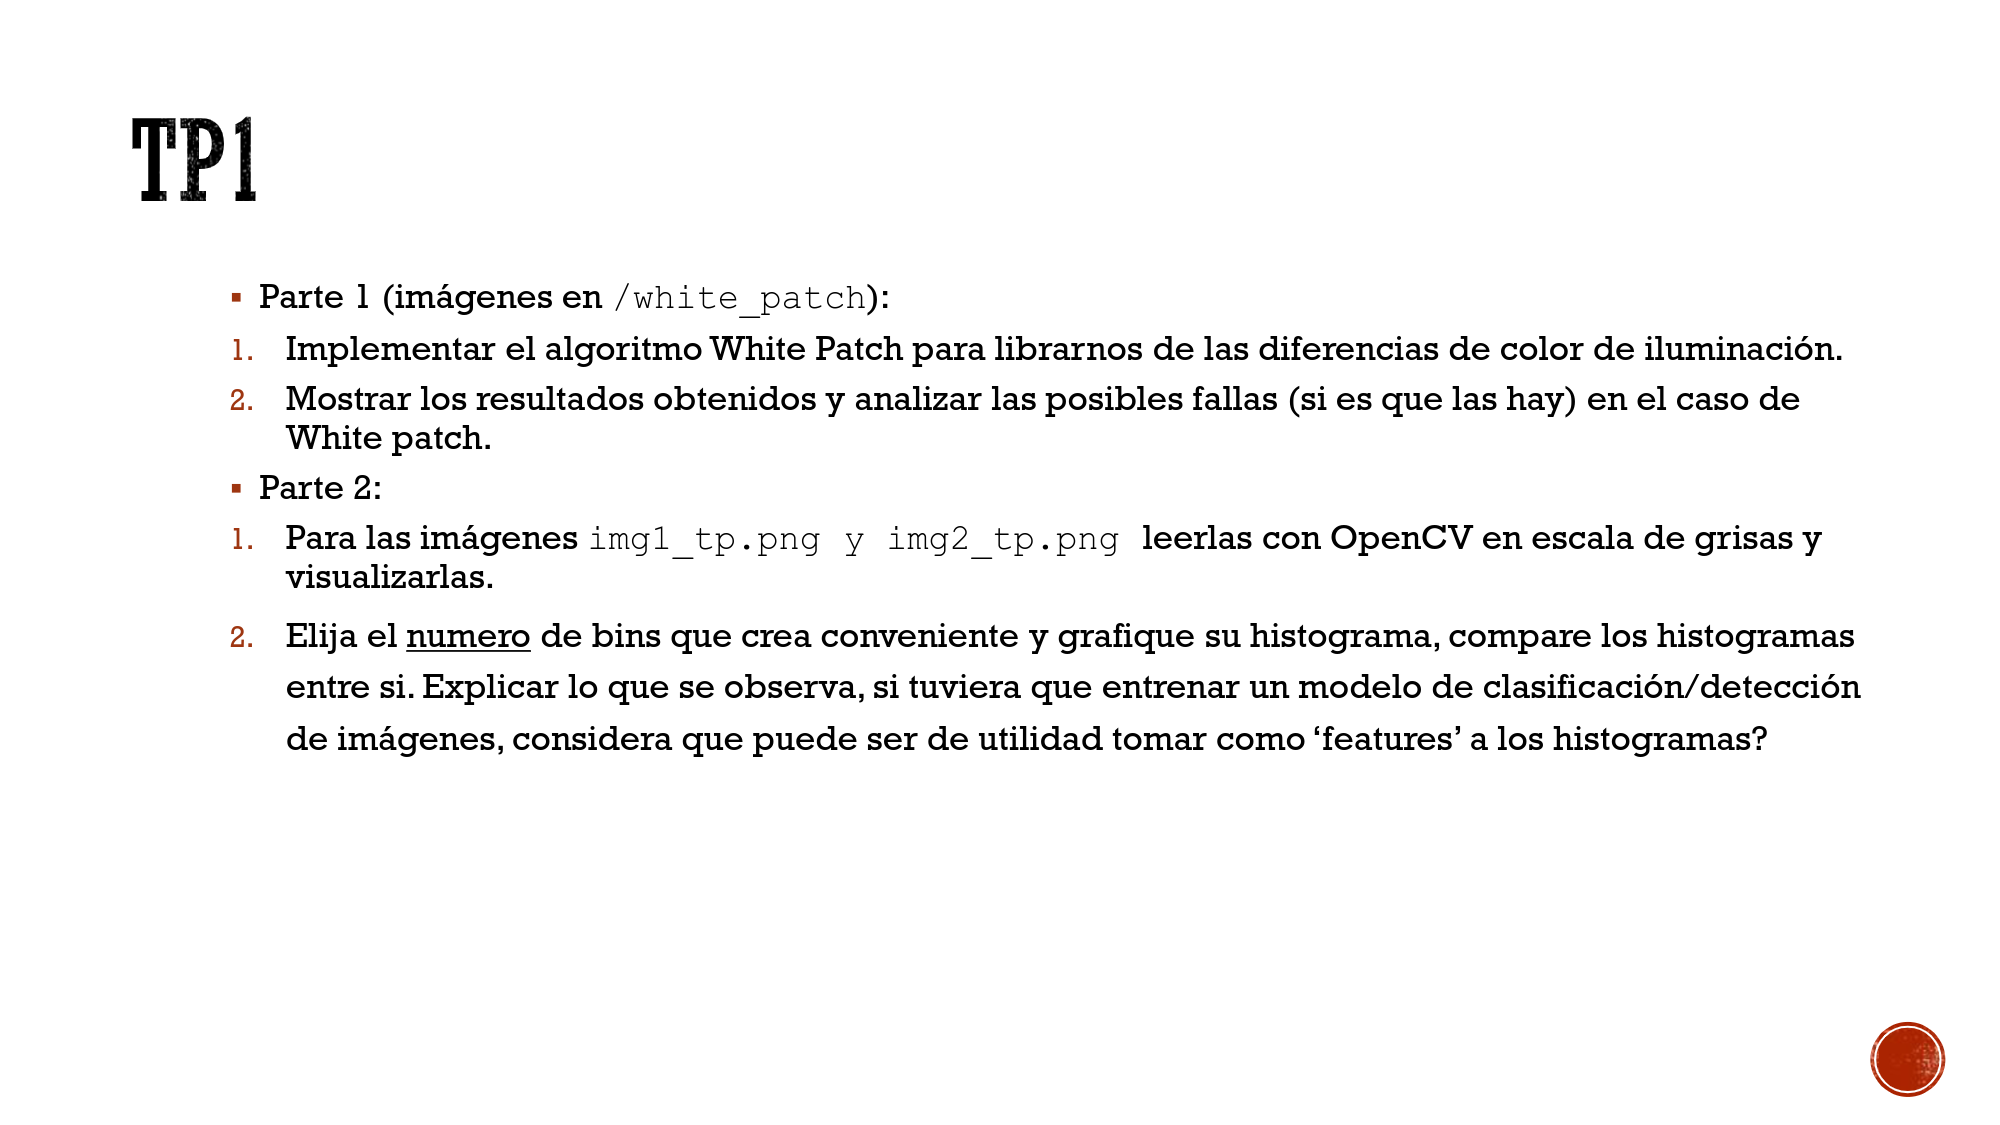 TP1
▪ Parte 1 (imágenes en /white_patch):
1. Implementar el algoritmo White Patch para librarnos de las diferencias de color de iluminación.
2. Mostrar los resultados obtenidos y analizar las posibles fallas (si es que las hay) en el caso de
White patch.
▪ Parte 2:
1. Para las imágenes img1_tp.png y img2_tp.png leerlas con OpenCV en escala de grisas y
visualizarlas.
2. Elija el numero de bins que crea conveniente y grafique su histograma, compare los histogramas
entre si. Explicar lo que se observa, si tuviera que entrenar un modelo de clasificación/detección
de imágenes, considera que puede ser de utilidad tomar como ‘features’ a los histogramas?